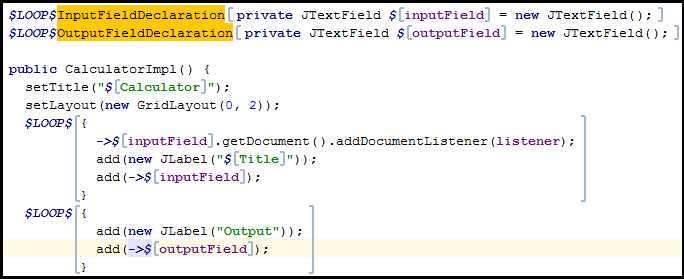 $LOOP$InputFieldDeclaration[ private JTextField $[inputField] = new JTextField(); ]
$LOOP$OutputFieldDeclaration[ private JTextField $[outputField] = new JTextField(); ]
public CalculatorImpl() {
setTitle("$[Calculator]");
setLayout(new GridLayout(0, 2));
$LOOP$[{
->$[inputField].getDocument().addDocumentListener(listener);
add(new JLabel("$[Title]"));
add(->$[inputField]);
}]
$LOOP$[{
add(new JLabel("Output"));
add(->$[outputField]);
}]